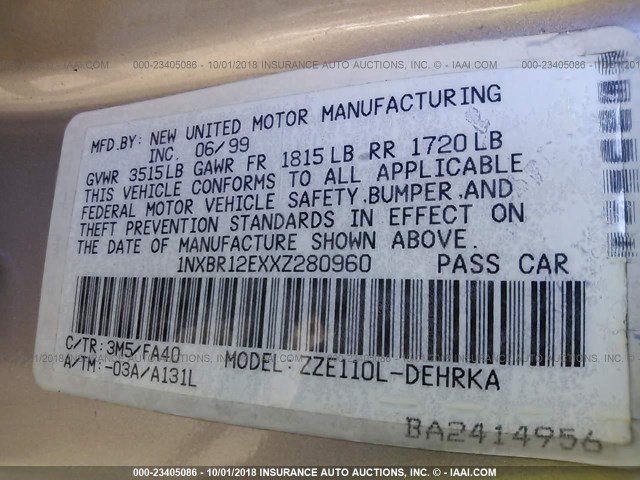 000-23405086 - 10/01/2018 INSURANCE AUTO AUCTIONS, INC. © - IAAI.COM
MFD.BY: NEW UNITED MOTOR MANUFACTURING
INC. 06/99
GVWR 3515LB GAWR FR 1815LB RR 1720LB
THIS VEHICLE CONFORMS TO ALL APPLICABLE
FEDERAL MOTOR VEHICLE SAFETY,BUMPER,AND
THEFT PREVENTION STANDARDS IN EFFECT ON
THE DATE OF MANUFACTURE SHOWN ABOVE.
1NXBR12EXXZ280960 PASS CAR
C/TR: 3M5/FA40 MODEL: ZZE110L-DEHRKA
A/TM: -03A/A131L
BA2414956
000-23405086 - 10/01/2018 INSURANCE AUTO AUCTIONS, INC. © - IAAI.COM